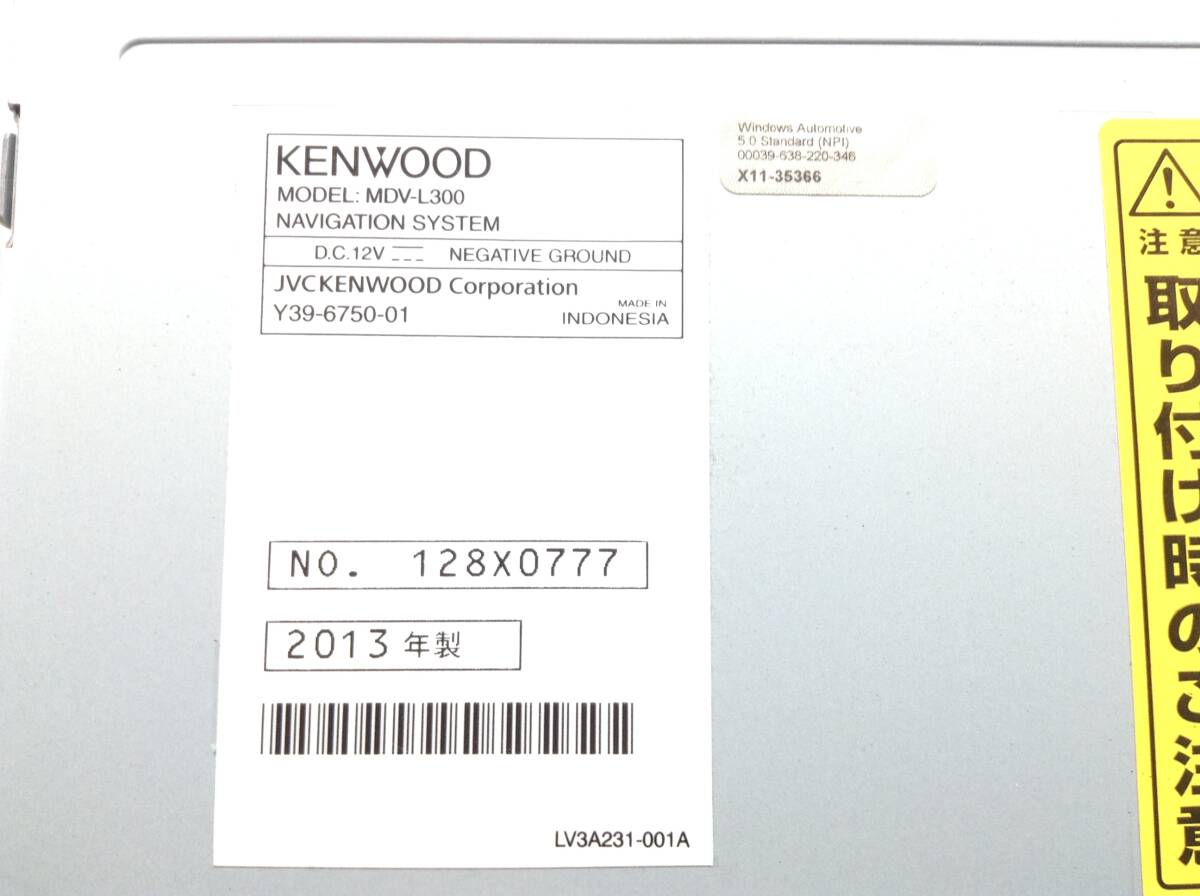 KENWOOD
MODEL: MDV-L300
NAVIGATION SYSTEM
D.C.12V NEGATIVE GROUND
JVCKENWOOD Corporation
Y39-6750-01
MADE IN
INDONESIA
NO. 128X0777
2013 年製
LV3A231-001A
Windows Automotive
5.0 Standard (NPI)
00039-638-220-346
X11-35366
注意
取り付け時のご注意